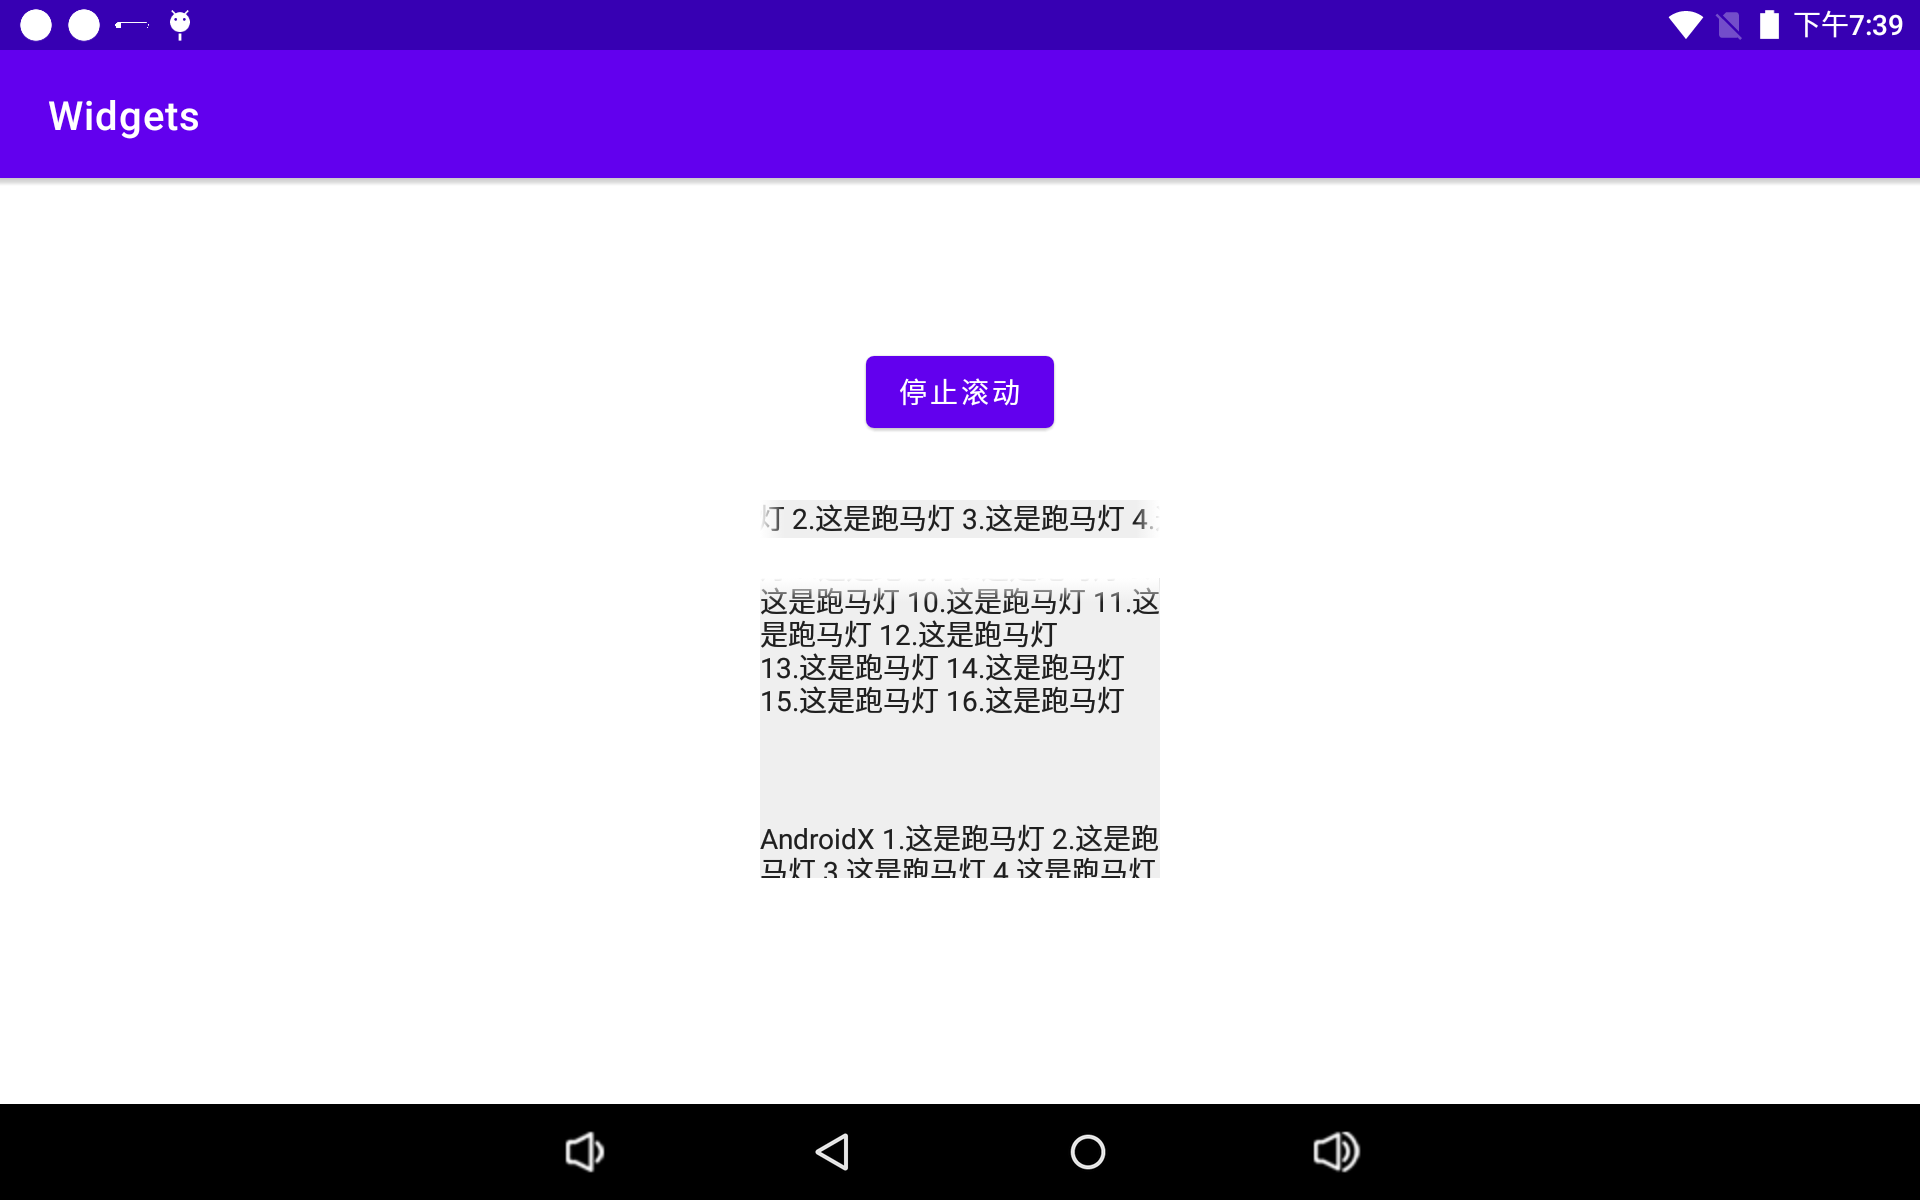 下午7:39
Widgets
停止滚动
灯 2.这是跑马灯 3.这是跑马灯 4.
这是跑马灯 10.这是跑马灯 11.这
是跑马灯 12.这是跑马灯
13.这是跑马灯 14.这是跑马灯
15.这是跑马灯 16.这是跑马灯
AndroidX 1.这是跑马灯 2.这是跑
马灯 3.这是跑马灯 4.这是跑马灯